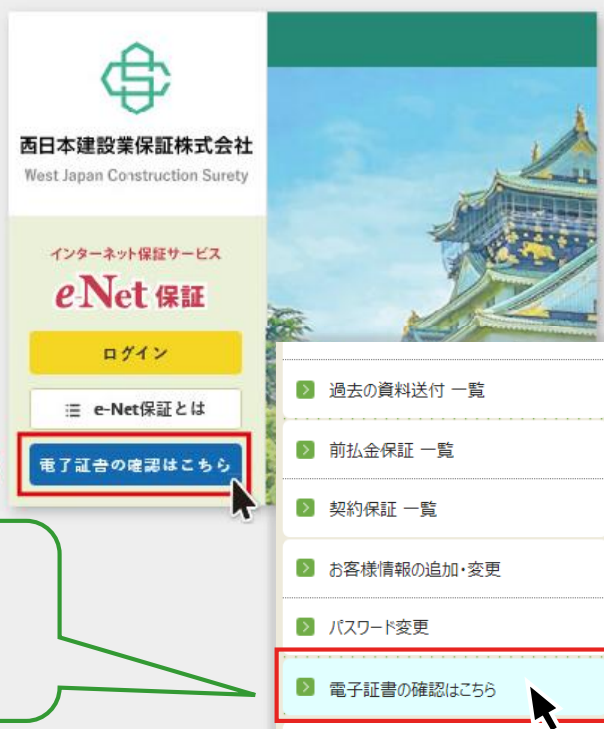 西日本建設業保証株式会社
West Japan Construction Surety
インターネット保証サービス
e-Net 保証
ログイン
e-Net保証とは
電子証書の確認はこちら
過去の資料送付 一覧
前払金保証 一覧
契約保証 一覧
お客様情報の追加・変更
パスワード変更
電子証書の確認はこちら